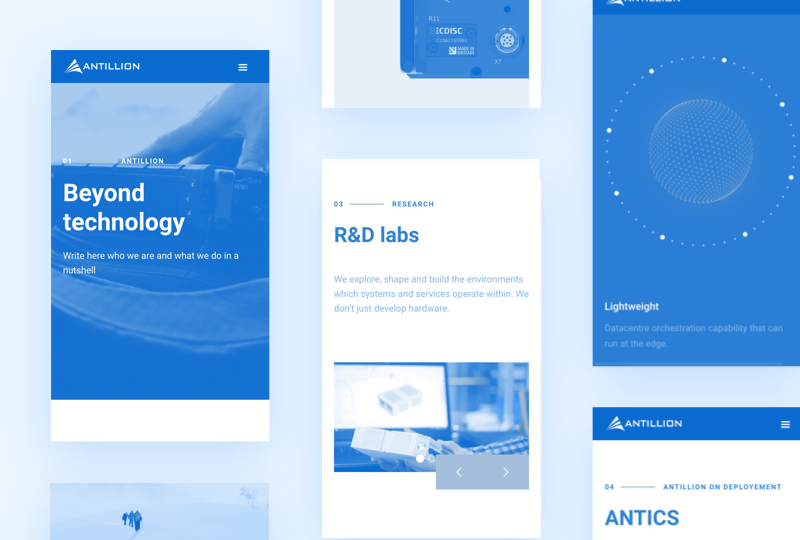 ANTILLION
01 ANTILLION
Beyond
technology
Write here who we are and what we do in a
nutshell
R11
MADE IN
BRITAIN
X7
03 RESEARCH
R&D labs
We explore, shape and build the environments
which systems and services operate within. We
don't just develop hardware.
ANTILLION
Lightweight
Datacentre orchestration capability that can
run at the edge.
ANTILLION
04 ANTILLION ON DEPLOYEMENT
ANTICS